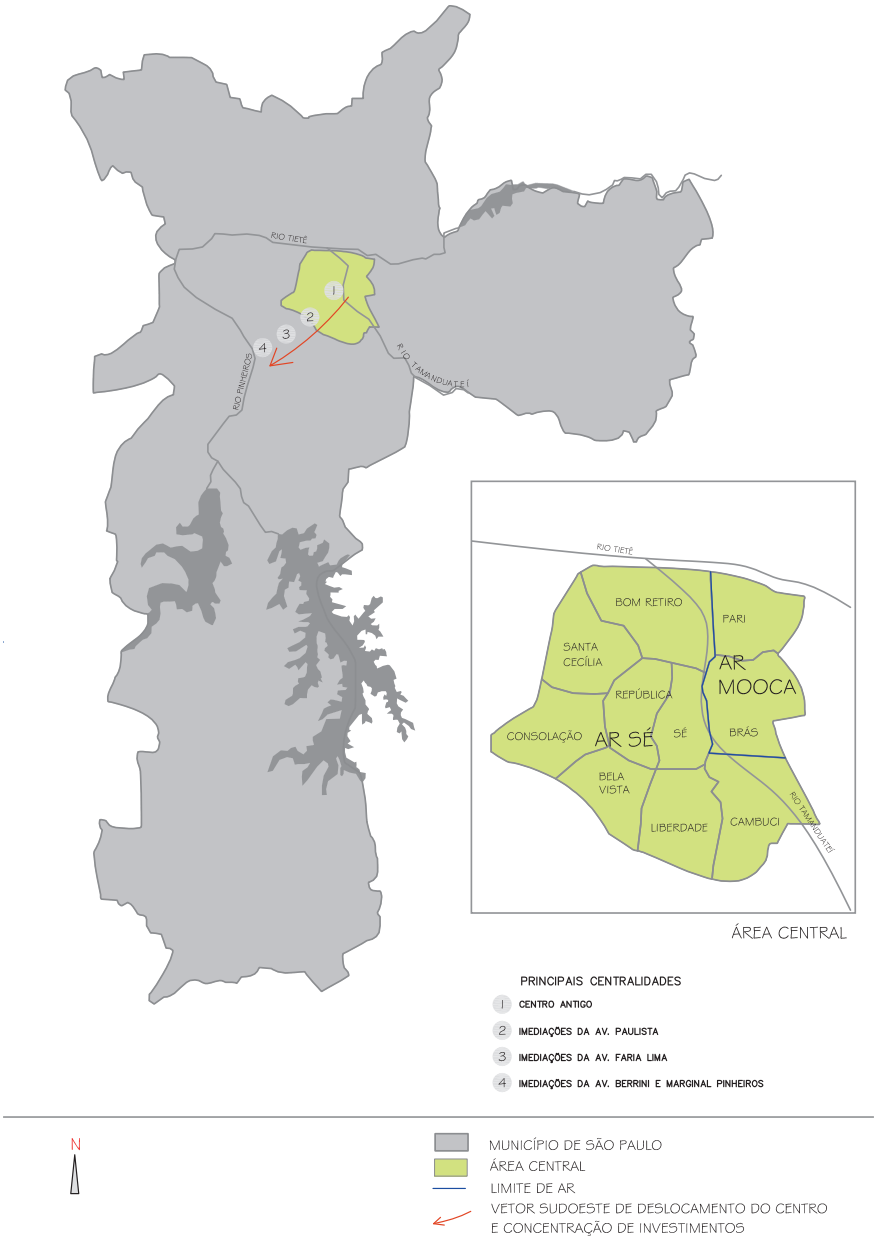 RIO TIETÊ
1
2
3
4
RIO PINHEIROS
RIO TAMANDUATEÍ
RIO TIETÊ
BOM RETIRO
PARI
SANTA
CECÍLIA
AR
MOOCA
REPÚBLICA
CONSOLAÇÃO
AR SÉ
SÉ
BRÁS
BELA
VISTA
LIBERDADE
CAMBUCI
RIO TAMANDUATEÍ
ÁREA CENTRAL
PRINCIPAIS CENTRALIDADES
1 CENTRO ANTIGO
2 IMEDIAÇÕES DA AV. PAULISTA
3 IMEDIAÇÕES DA AV. FARIA LIMA
4 IMEDIAÇÕES DA AV. BERRINI E MARGINAL PINHEIROS
N
MUNICÍPIO DE SÃO PAULO
ÁREA CENTRAL
LIMITE DE AR
VETOR SUDOESTE DE DESLOCAMENTO DO CENTRO
E CONCENTRAÇÃO DE INVESTIMENTOS